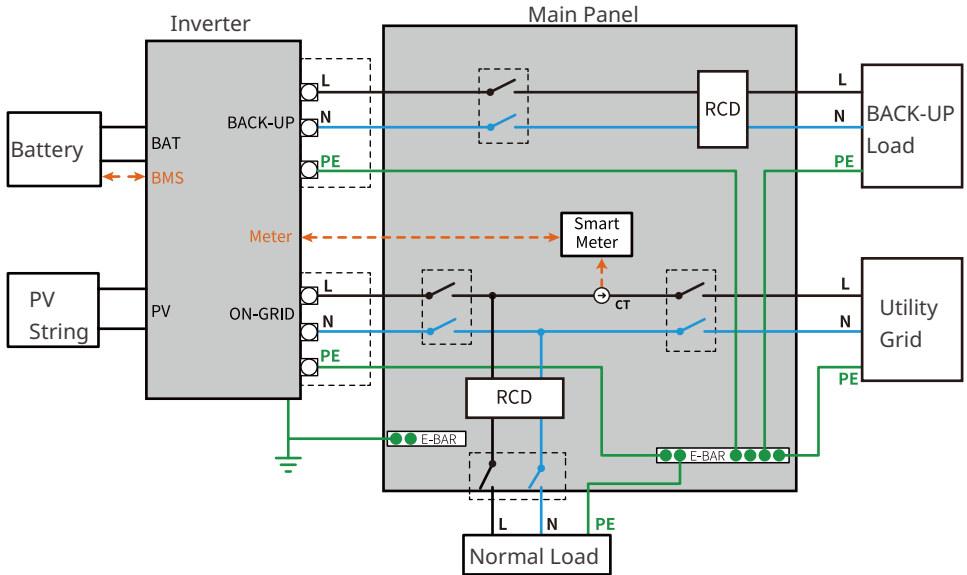 Main Panel
Inverter
L
L
RCD
BACK-UP
Load
BACK-UP
N
N
Battery
BAT
PE
PE
BMS
Smart
Meter
Meter
L
L
PV
String
PV
ON-GRID
CT
Utility
Grid
N
N
PE
PE
RCD
E-BAR
E-BAR
L
N
PE
Normal Load